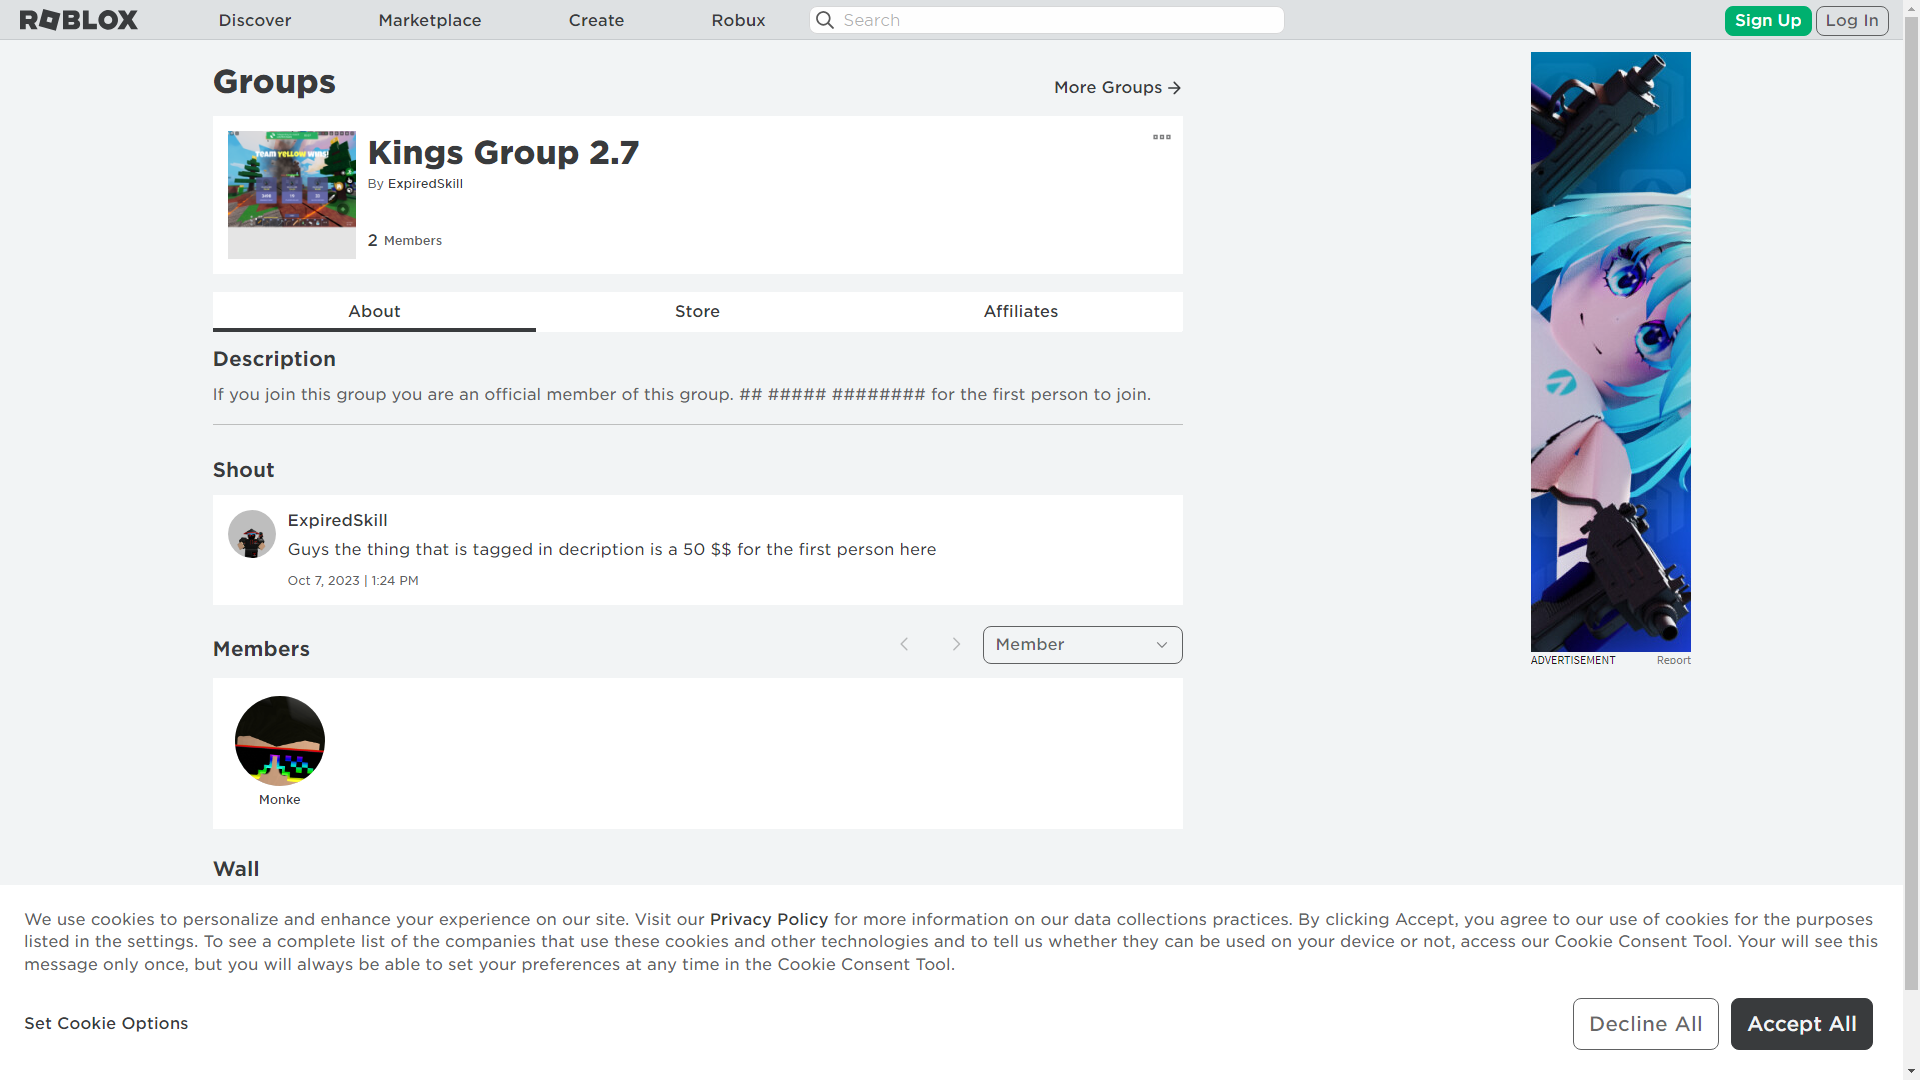 ROBLOX
Discover
Marketplace
Create
Robux
Search
Sign Up
Log In
Groups
More Groups
TEAM YELLOW WINS!
Kings Group 2.7
By ExpiredSkill
2 Members
About
Store
Affiliates
Description
If you join this group you are an official member of this group. ## ##### ######## for the first person to join.
Shout
ExpiredSkill
Guys the thing that is tagged in decription is a 50 $$ for the first person here
Oct 7, 2023 | 1:24 PM
Members
Member
Monke
Wall
ADVERTISEMENT
Report
We use cookies to personalize and enhance your experience on our site. Visit our Privacy Policy for more information on our data collections practices. By clicking Accept, you agree to our use of cookies for the purposes
listed in the settings. To see a complete list of the companies that use these cookies and other technologies and to tell us whether they can be used on your device or not, access our Cookie Consent Tool. Your will see this
message only once, but you will always be able to set your preferences at any time in the Cookie Consent Tool.
Set Cookie Options
Decline All
Accept All